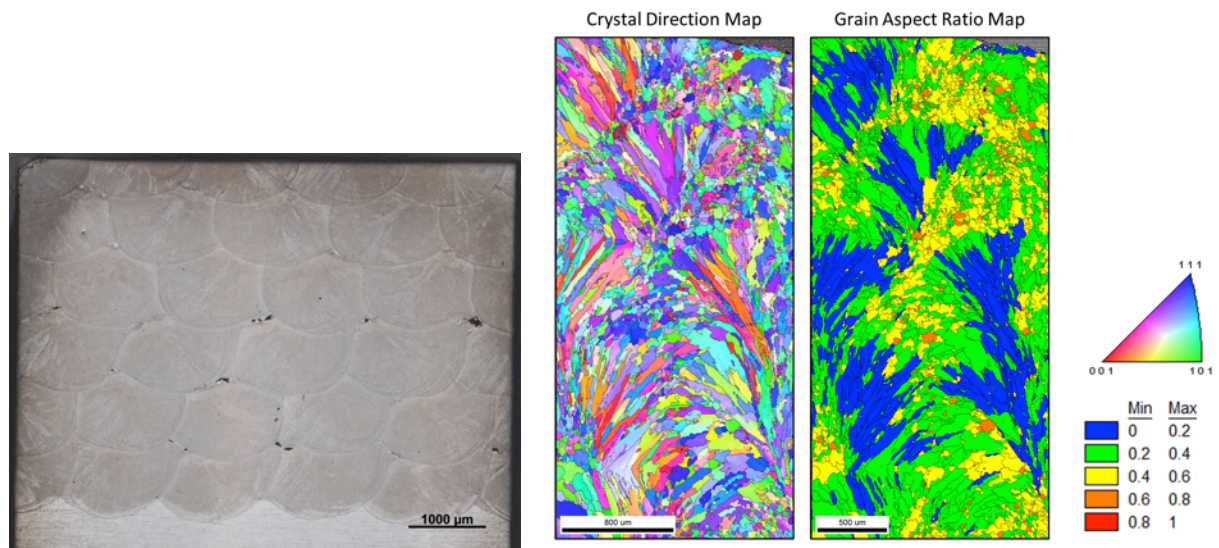 Crystal Direction Map
Grain Aspect Ratio Map
1000 µm
800 um
500 um
1 1 1
0 0 1
1 0 1
Min Max
0 0.2
0.2 0.4
0.4 0.6
0.6 0.8
0.8 1